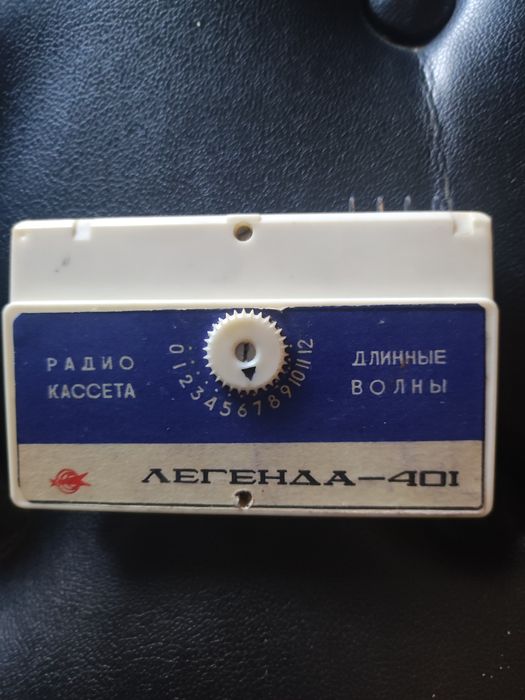 РАДИО
КАССЕТА
0 1 2 3 4 5 6 7 8 9 10 11 12
ДЛИННЫЕ
ВОЛНЫ
ЛЕГЕНДА-401